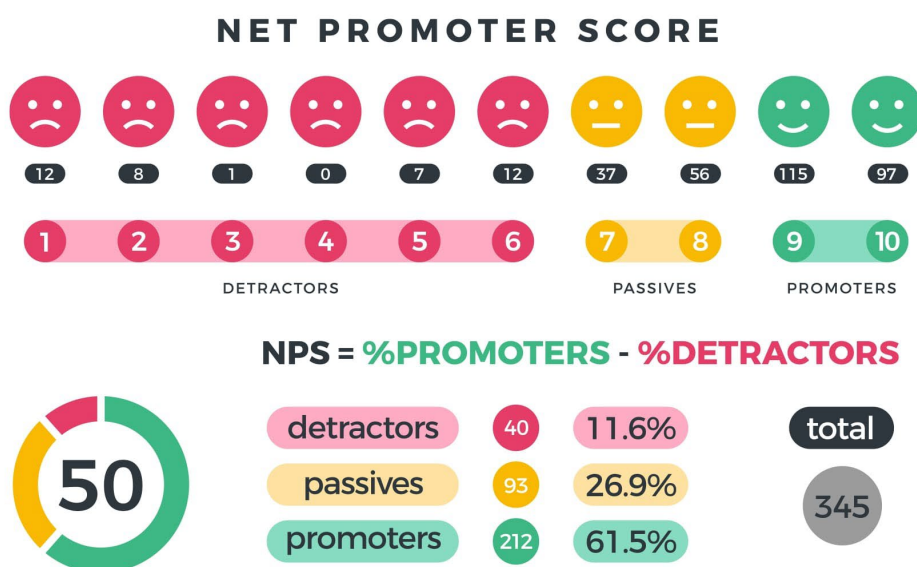 NET PROMOTER SCORE
12 8 1 0 7 12 37 56 115 97
1 2 3 4 5 6 7 8 9 10
DETRACTORS PASSIVES PROMOTERS
NPS = %PROMOTERS - %DETRACTORS
50
detractors 40 11.6%
passives 93 26.9%
promoters 212 61.5%
total
345